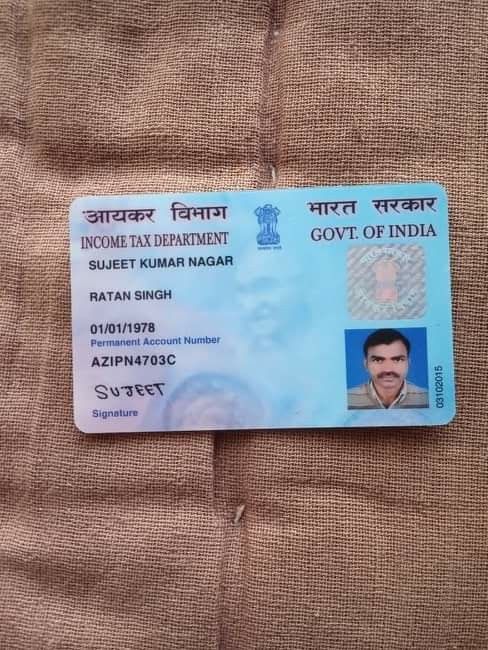 आयकर विभाग
INCOME TAX DEPARTMENT
भारत सरकार
GOVT. OF INDIA
SUJEET KUMAR NAGAR
RATAN SINGH
01/01/1978
Permanent Account Number
AZIPN4703C
SUJEET
Signature
03102015